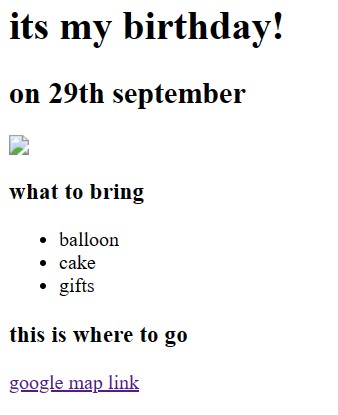 its my birthday!
on 29th september
what to bring
balloon
cake
gifts
this is where to go
google map link